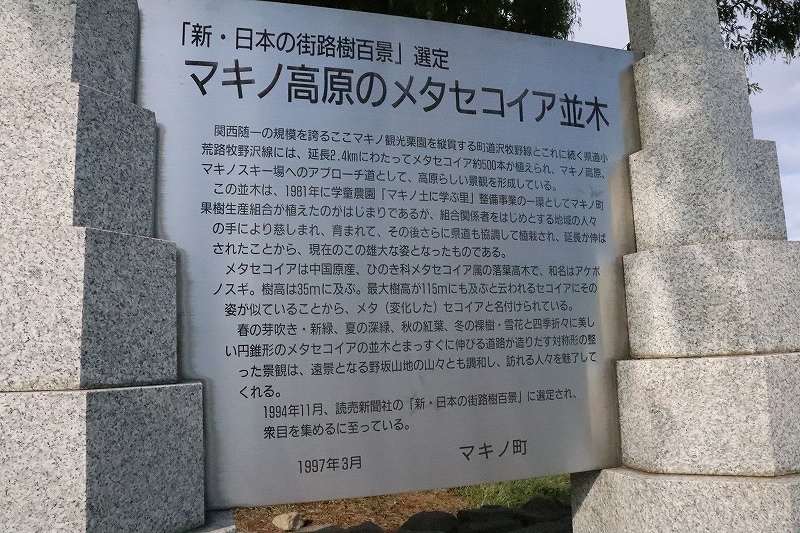 「新・日本の街路樹百景」選定
マキノ高原のメタセコイア並木
関西随一の規模を誇るここマキノ観光栗園を縦貫する町道沢牧野線とこれに続く県道小
荒路牧野沢線には、延長2.4kmにわたってメタセコイア約500本が植えられ、マキノ高原、
マキノスキー場へのアプローチ道として、高原らしい景観を形成している。
この並木は、1981年に学童農園「マキノ土に学ぶ里」整備事業の一環としてマキノ町
果樹生産組合が植えたのがはじまりであるが、組合関係者をはじめとする地域の人々
の手により慈しまれ、育まれて、その後さらに県道も協調して植栽され、延長が伸ば
されたことから、現在のこの雄大な姿となったものである。
メタセコイアは中国原産、ひのき科メタセコイア属の落葉高木で、和名はアケボ
ノスギ。樹高は35mに及ぶ。最大樹高が115mにも及ぶと云われるセコイアにその
姿が似ていることから、メタ（変化した）セコイアと名付けられている。
春の芽吹き・新緑、夏の深緑、秋の紅葉、冬の裸樹・雪花と四季折々に美し
い円錐形のメタセコイアの並木とまっすぐに伸びる道路が造りだす対称形の整
った景観は、遠景となる野坂山地の山々とも調和し、訪れる人々を魅了して
くれる。
1994年11月、読売新聞社の「新・日本の街路樹百景」に選定され、
衆目を集めるに至っている。
1997年3月 マキノ町